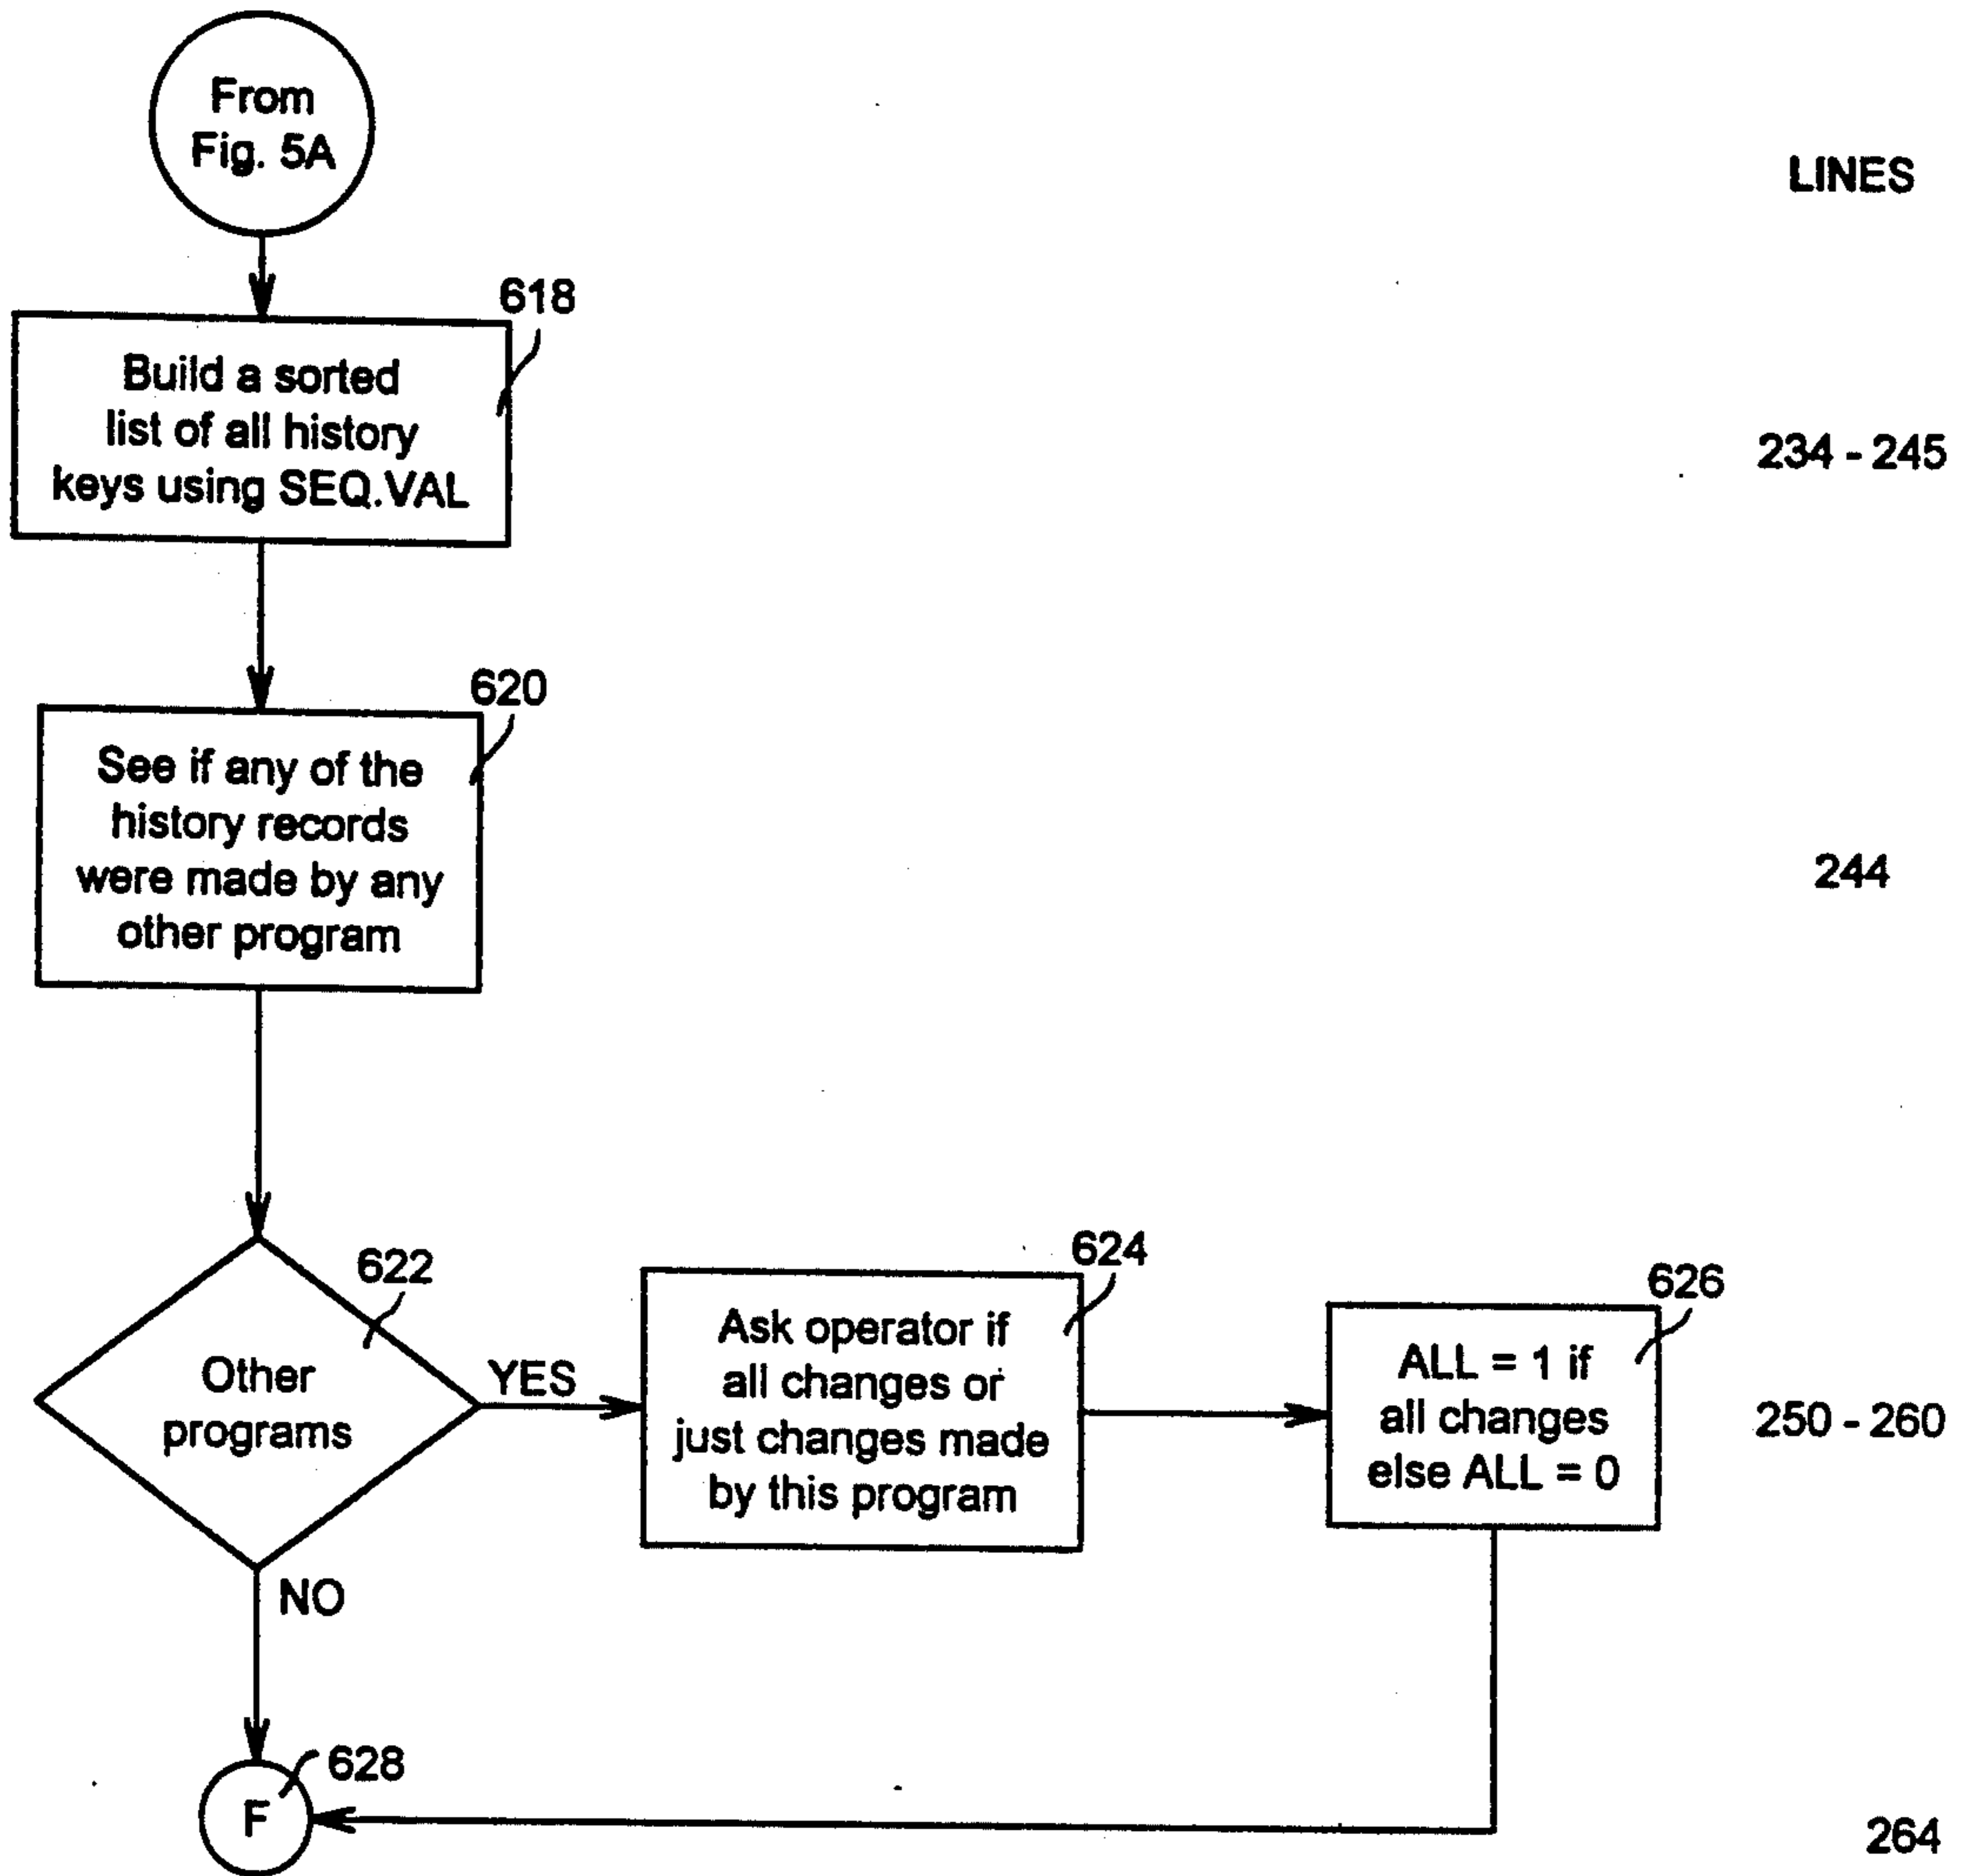 From
Fig. 5A
LINES
618
Build a sorted
list of all history
keys using SEQ.VAL
234 - 245
620
See if any of the
history records
were made by any
other program
244
622
Other
programs
YES
624
Ask operator if
all changes or
just changes made
by this program
626
ALL = 1 if
all changes
else ALL = 0
250 - 260
NO
628
F
264